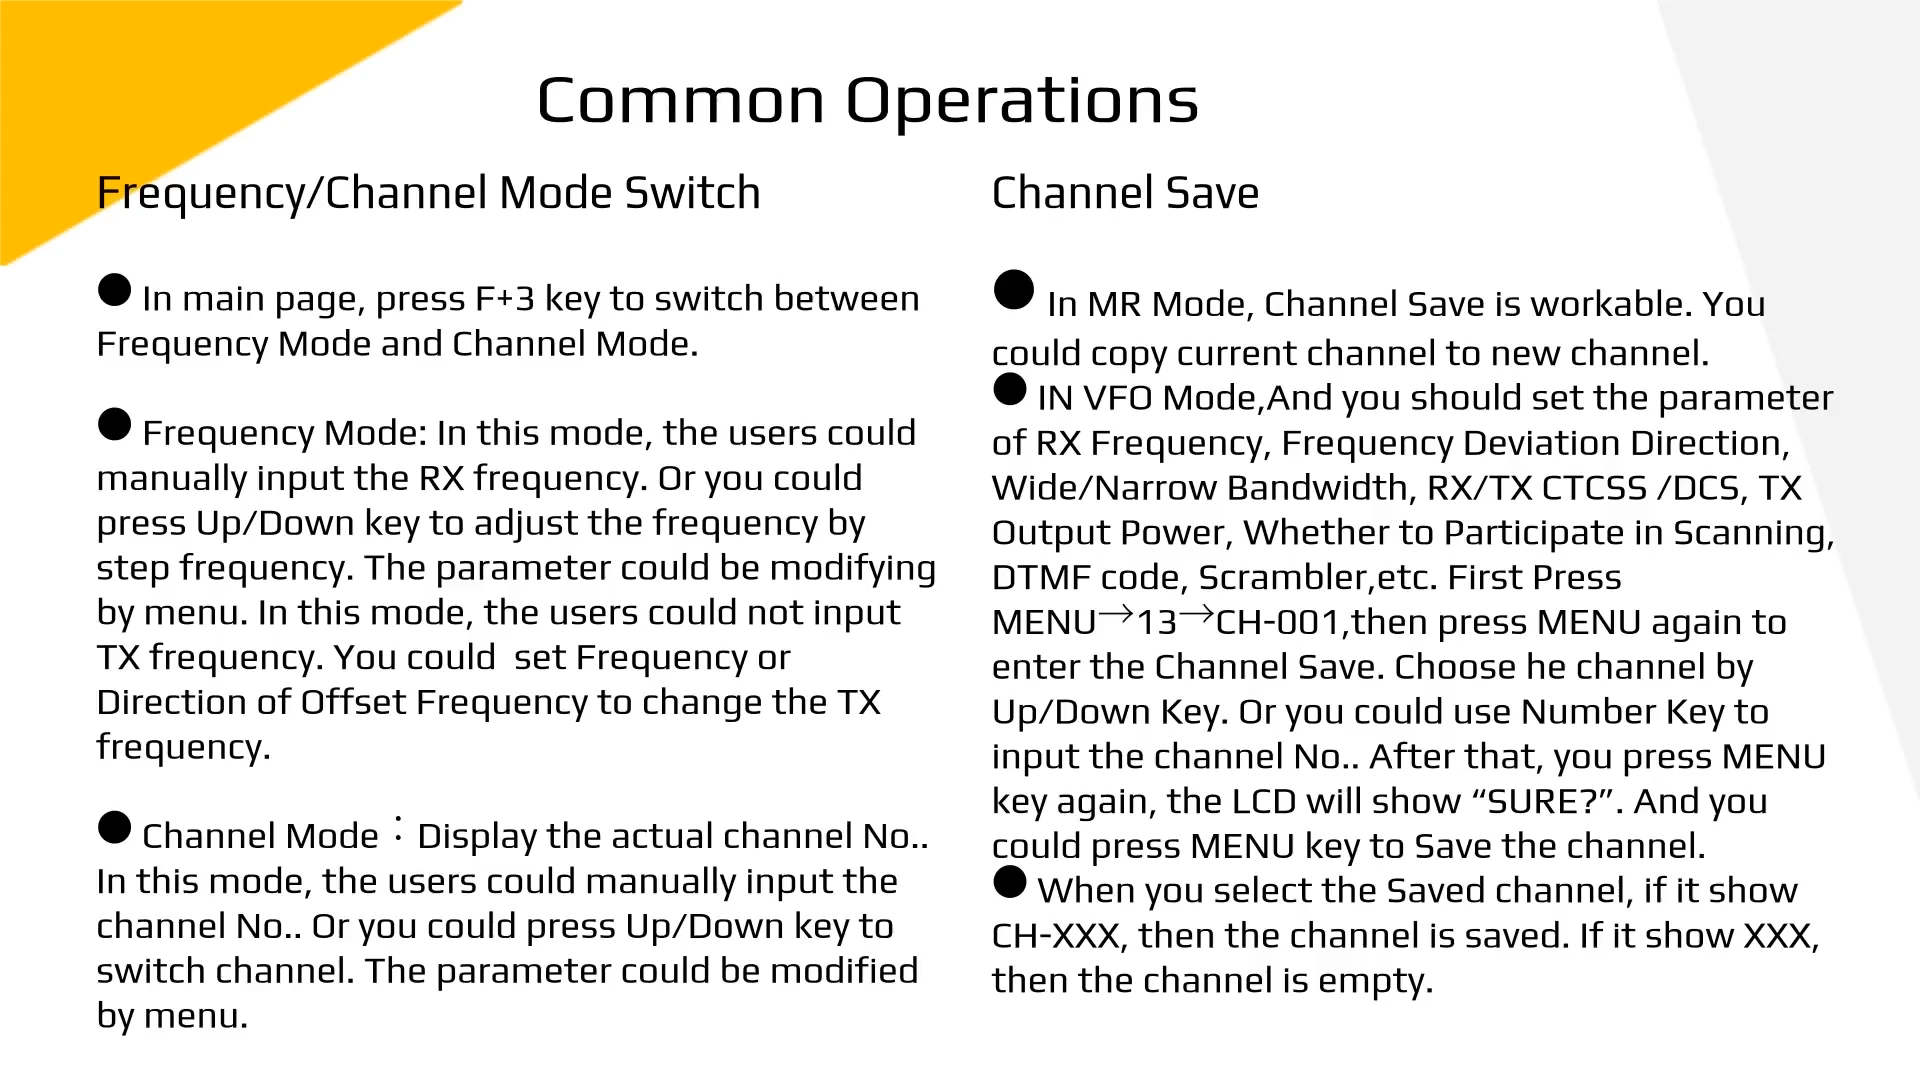 Common Operations
Frequency/Channel Mode Switch
● In main page, press F+3 key to switch between
Frequency Mode and Channel Mode.
● Frequency Mode: In this mode, the users could
manually input the RX frequency. Or you could
press Up/Down key to adjust the frequency by
step frequency. The parameter could be modifying
by menu. In this mode, the users could not input
TX frequency. You could  set Frequency or
Direction of Offset Frequency to change the TX
frequency.
● Channel Mode：Display the actual channel No..
In this mode, the users could manually input the
channel No.. Or you could press Up/Down key to
switch channel. The parameter could be modified
by menu.
Channel Save
● In MR Mode, Channel Save is workable. You
could copy current channel to new channel.
● IN VFO Mode,And you should set the parameter
of RX Frequency, Frequency Deviation Direction,
Wide/Narrow Bandwidth, RX/TX CTCSS /DCS, TX
Output Power, Whether to Participate in Scanning,
DTMF code, Scrambler,etc. First Press
MENU→13→CH-001,then press MENU again to
enter the Channel Save. Choose he channel by
Up/Down Key. Or you could use Number Key to
input the channel No.. After that, you press MENU
key again, the LCD will show “SURE?”. And you
could press MENU key to Save the channel.
● When you select the Saved channel, if it show
CH-XXX, then the channel is saved. If it show XXX,
then the channel is empty.